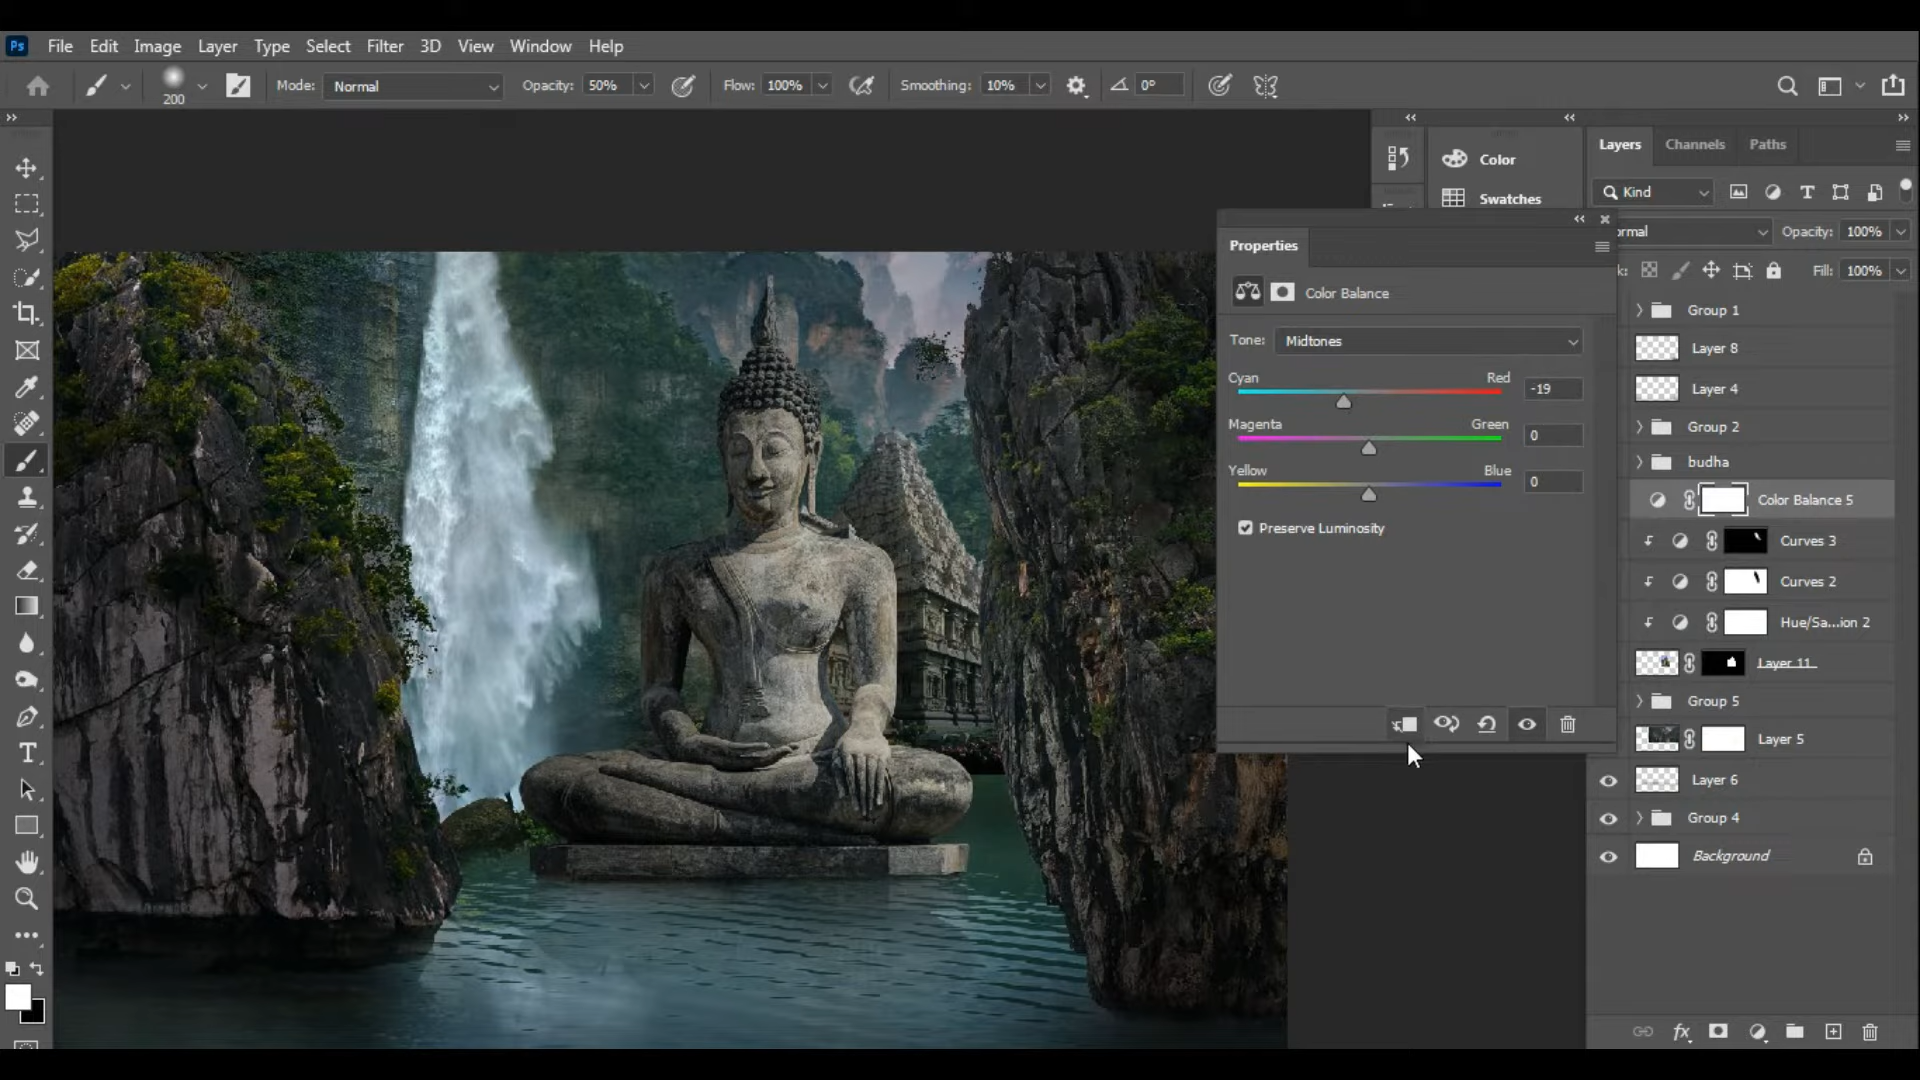 Ps File Edit Image Layer Type Select Filter 3D View Window Help
200 Mode: Normal Opacity: 50% Flow: 100% Smoothing: 10% 0°
Color
Swatches
Layers Channels Paths
Kind
rmal Opacity: 100%
k: Fill: 100%
Properties
Color Balance
Tone: Midtones
Cyan Red -19
Magenta Green 0
Yellow Blue 0
Preserve Luminosity
Group 1
Layer 8
Layer 4
Group 2
budha
Color Balance 5
Curves 3
Curves 2
Hue/Sa...ion 2
Layer 11
Group 5
Layer 5
Layer 6
Group 4
Background